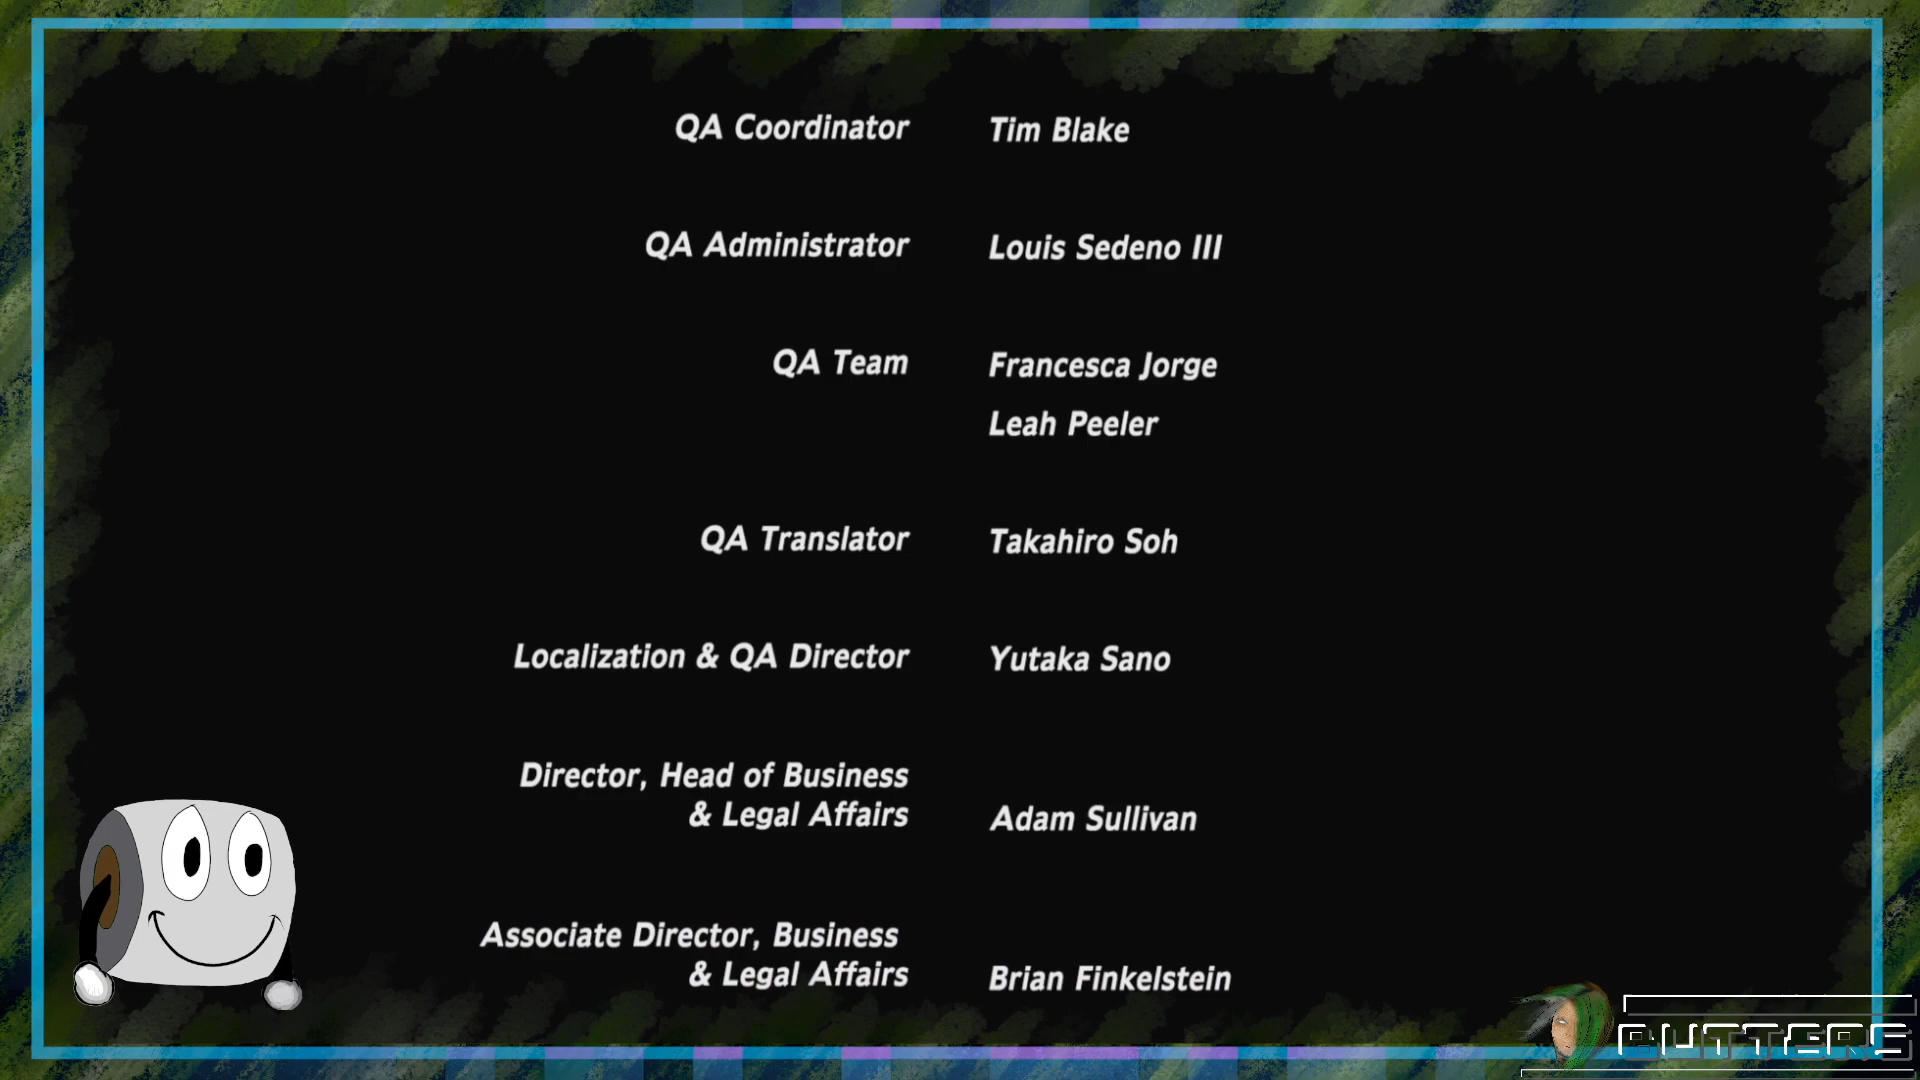 QA Coordinator Tim Blake
QA Administrator Louis Sedeno III
QA Team Francesca Jorge
Leah Peeler
QA Translator Takahiro Soh
Localization & QA Director Yutaka Sano
Director, Head of Business
& Legal Affairs Adam Sullivan
Associate Director, Business
& Legal Affairs Brian Finkelstein
BUTTERS